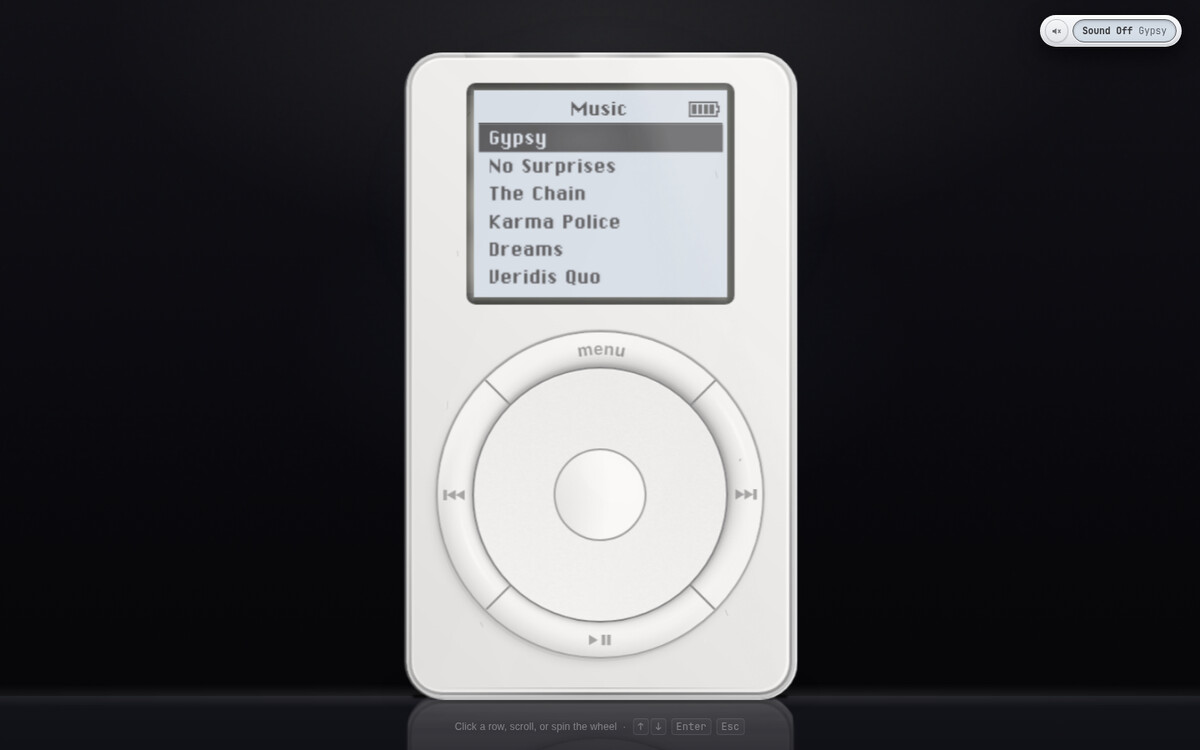 Sound Off Gypsy
Music
Gypsy
No Surprises
The Chain
Karma Police
Dreams
Veridis Quo
menu
Click a row, scroll, or spin the wheel · ↑ ↓ Enter Esc